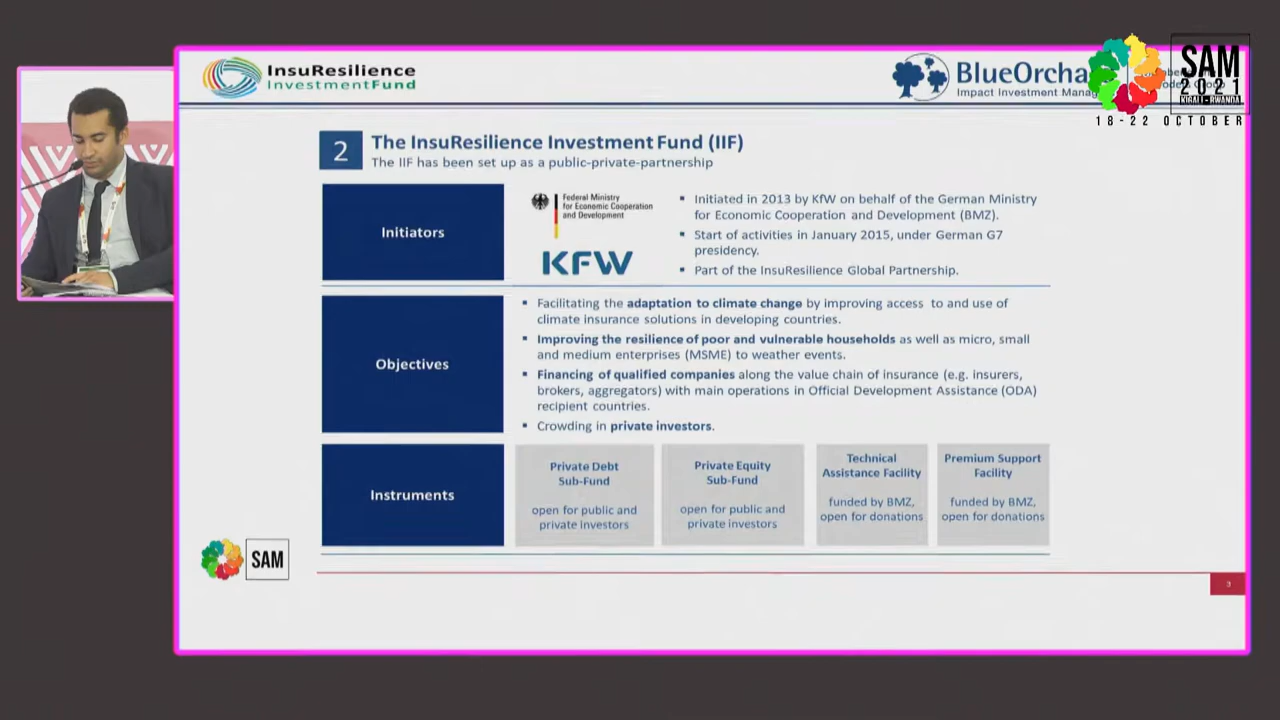 InsuResilience
InvestmentFund
BlueOrcha
Impact Investment Manag
SAM
2021
KIGALI - RWANDA
18-22 OCTOBER
2
The InsuResilience Investment Fund (IIF)
The IIF has been set up as a public-private-partnership
Initiators
Federal Ministry
for Economic Cooperation
and Development
KFW
▪ Initiated in 2013 by KfW on behalf of the German Ministry
for Economic Cooperation and Development (BMZ).
▪ Start of activities in January 2015, under German G7
presidency.
▪ Part of the InsuResilience Global Partnership.
Objectives
▪ Facilitating the adaptation to climate change by improving access to and use of
climate insurance solutions in developing countries.
▪ Improving the resilience of poor and vulnerable households as well as micro, small
and medium enterprises (MSME) to weather events.
▪ Financing of qualified companies along the value chain of insurance (e.g. insurers,
brokers, aggregators) with main operations in Official Development Assistance (ODA)
recipient countries.
▪ Crowding in private investors.
Instruments
Private Debt
Sub-Fund
open for public and
private investors
Private Equity
Sub-Fund
open for public and
private investors
Technical
Assistance Facility
funded by BMZ,
open for donations
Premium Support
Facility
funded by BMZ,
open for donations
SAM
3